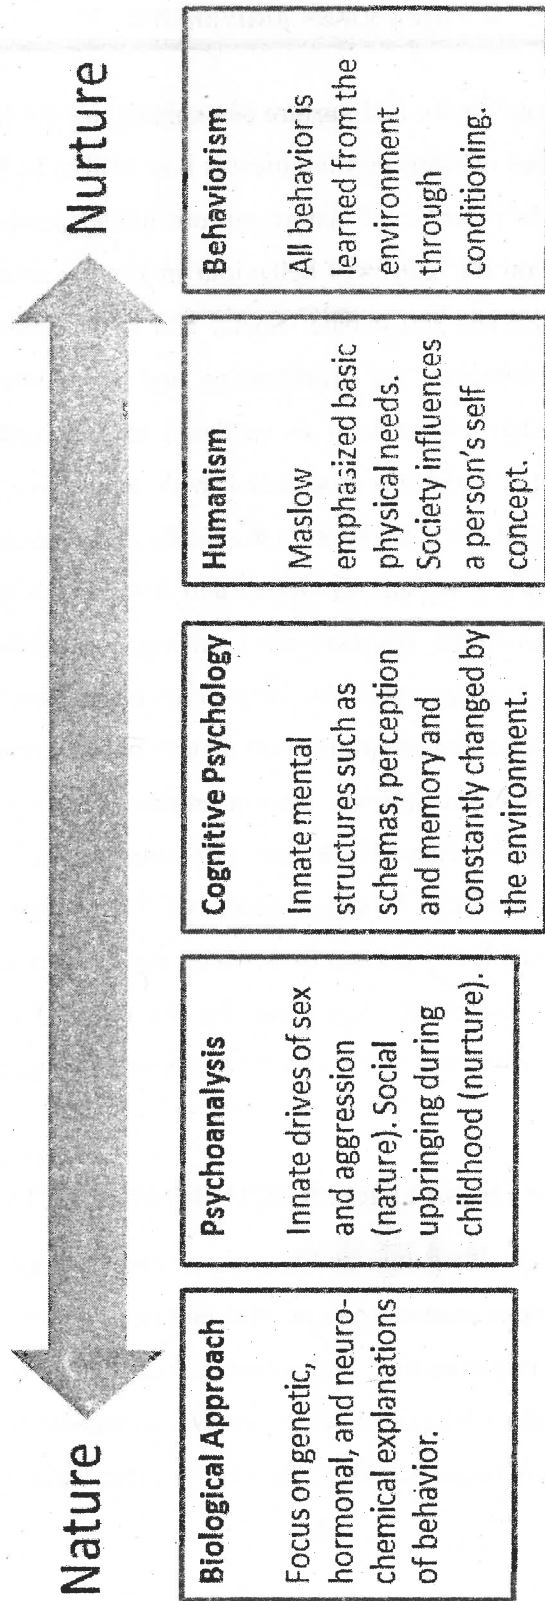 Nature
Nurture
Biological Approach
Focus on genetic,
hormonal, and neuro-
chemical explanations
of behavior.
Psychoanalysis
Innate drives of sex
and aggression
(nature). Social
upbringing during
childhood (nurture).
Cognitive Psychology
Innate mental
structures such as
schemas, perception
and memory and
constantly changed by
the environment.
Humanism
Maslow
emphasized basic
physical needs.
Society influences
a person's self
concept.
Behaviorism
All behavior is
learned from the
environment
through
conditioning.